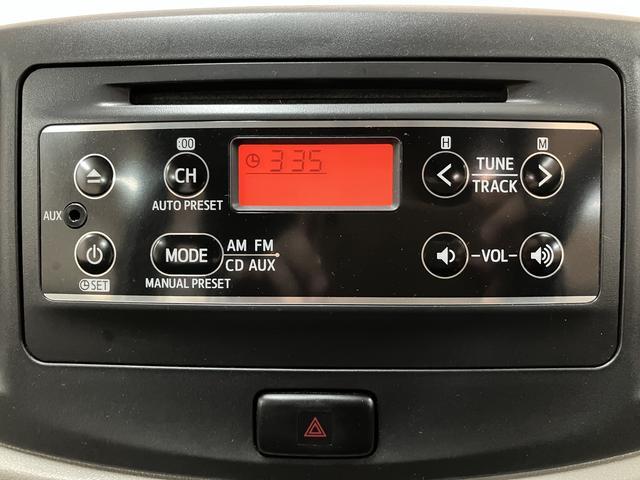 :00
H
M
3 35
CH
TUNE
TRACK
AUTO PRESET
AUX
MODE
AM FM
CD AUX
-VOL-
SET
MANUAL PRESET